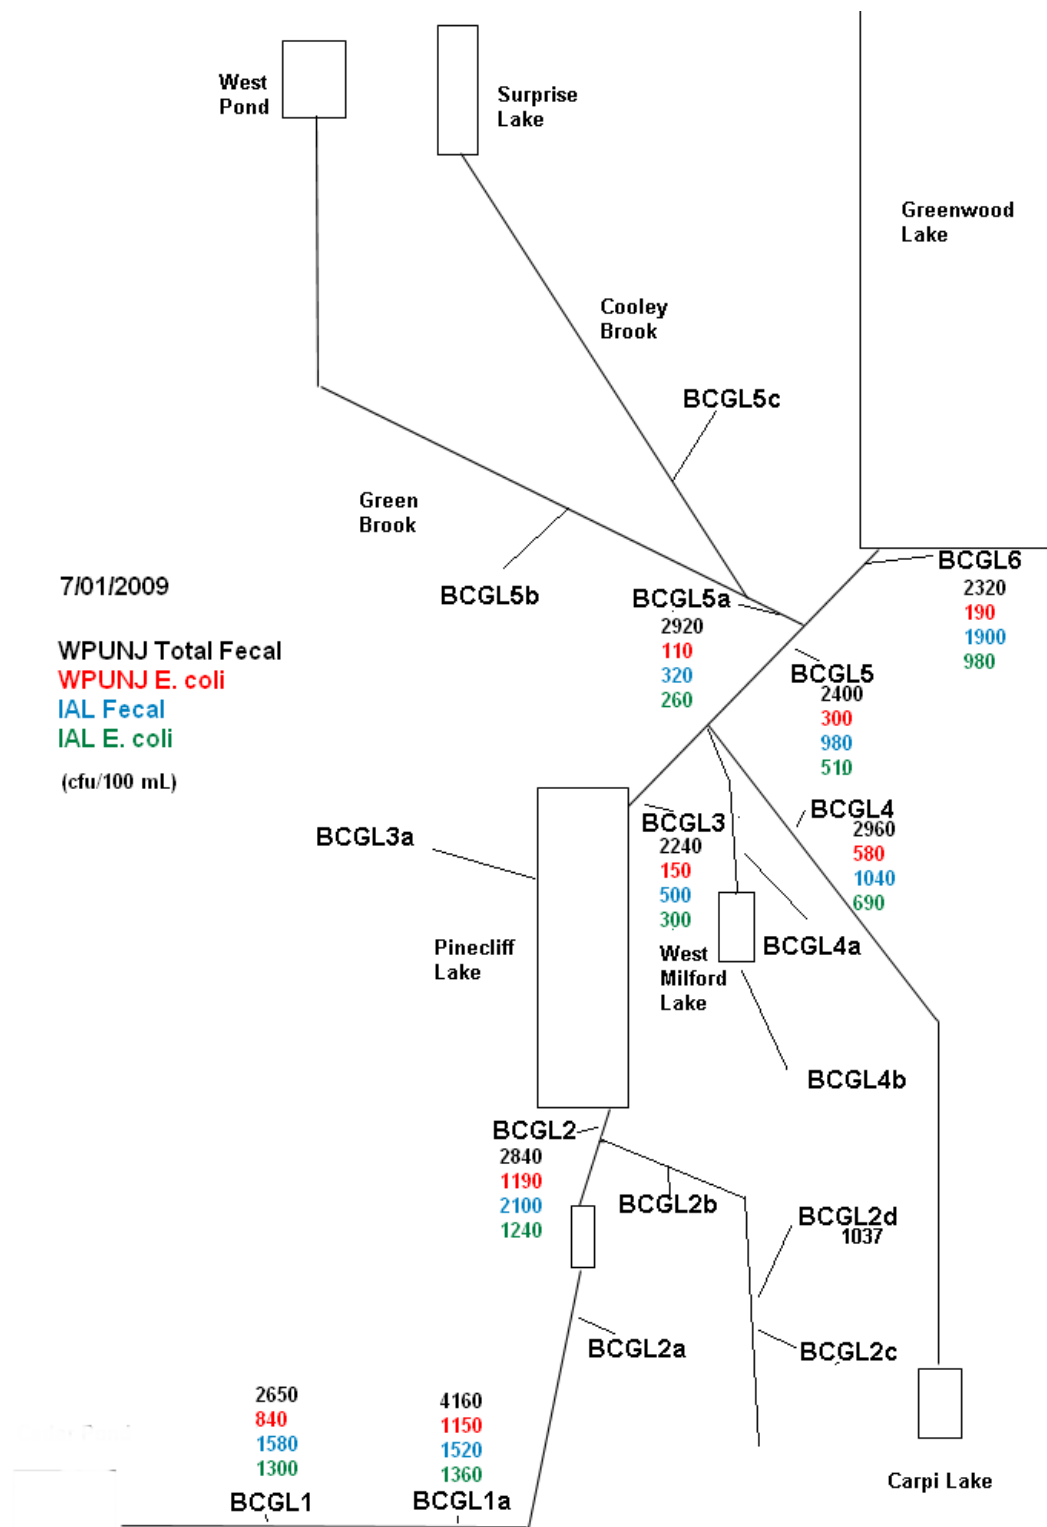 West
Pond
Surprise
Lake
Greenwood
Lake
Cooley
Brook
BCGL5c
Green
Brook
BCGL6
2320
190
1900
980
7/01/2009
BCGL5b
BCGL5a
2920
110
320
260
WPUNJ Total Fecal
WPUNJ E. coli
IAL Fecal
IAL E. coli
(cfu/100 mL)
BCGL5
2400
300
980
510
BCGL3a
BCGL3
2240
150
500
300
BCGL4
2960
580
1040
690
Pinecliff
Lake
West
Milford
Lake
BCGL4a
BCGL4b
BCGL2
2840
1190
2100
1240
BCGL2b
BCGL2d
1037
BCGL2a
BCGL2c
2650
840
1580
1300
BCGL1
4160
1150
1520
1360
BCGL1a
Carpi Lake